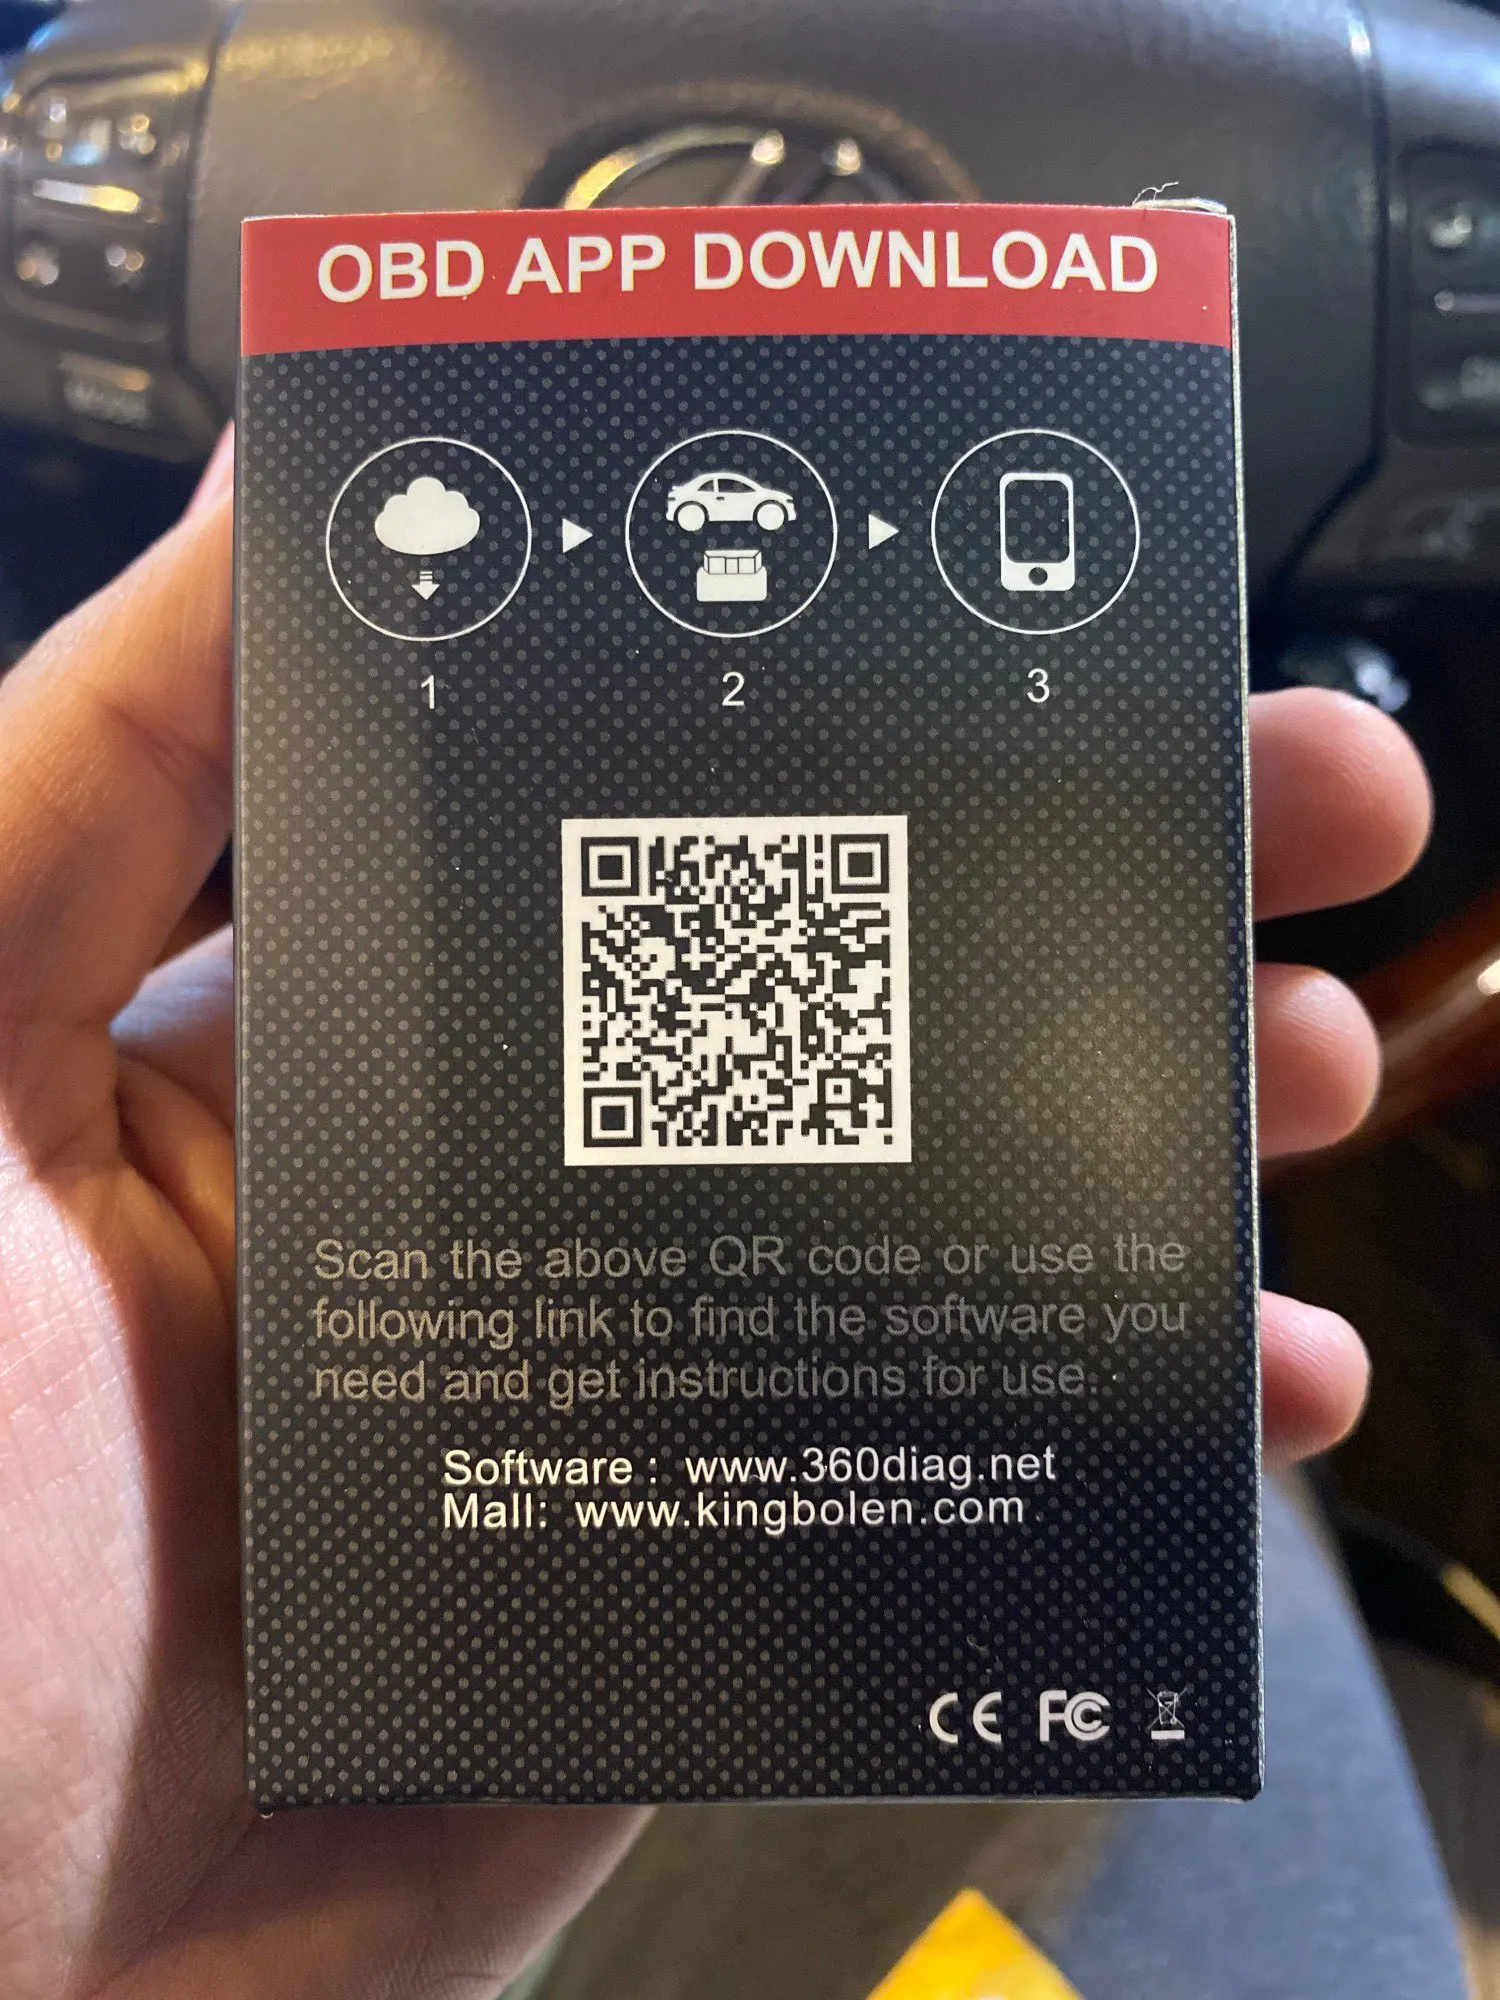 OBD APP DOWNLOAD
1
2
3
Scan the above QR code or use the
following link to find the software you
need and get instructions for use.
Software : www.360diag.net
Mall: www.kingbolen.com
CE FC